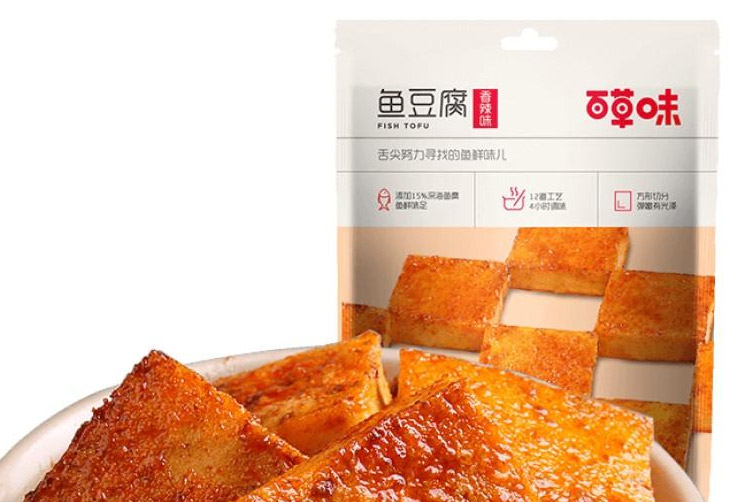 鱼豆腐
香辣味
FISH TOFU
百草味
舌尖努力寻找的鱼鲜味儿
添加15%深海鱼糜
鱼鲜味足
12道工艺
4小时调味
方形切分
弹嫩有光泽